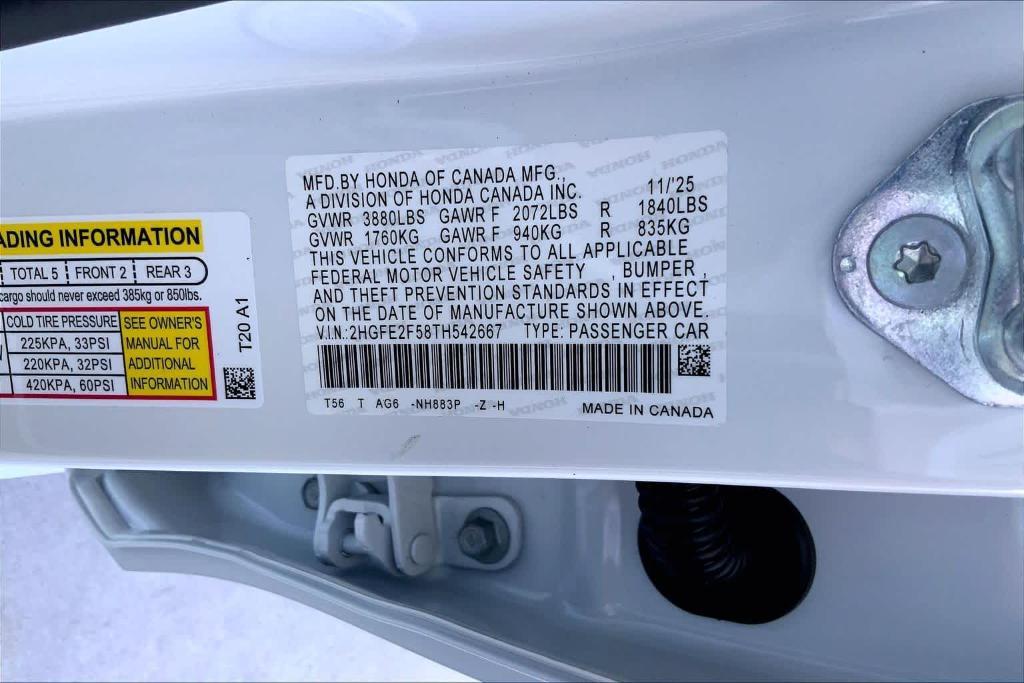 ADING INFORMATION
TOTAL 5 FRONT 2 REAR 3
cargo should never exceed 385kg or 850lbs.
COLD TIRE PRESSURE SEE OWNER'S
225KPA, 33PSI MANUAL FOR
220KPA, 32PSI ADDITIONAL
420KPA, 60PSI INFORMATION
T20 A1
MFD.BY HONDA OF CANADA MFG.,
A DIVISION OF HONDA CANADA INC. 11/'25
GVWR 3880LBS GAWR F 2072LBS R 1840LBS
GVWR 1760KG GAWR F 940KG R 835KG
THIS VEHICLE CONFORMS TO ALL APPLICABLE
FEDERAL MOTOR VEHICLE SAFETY , BUMPER ,
AND THEFT PREVENTION STANDARDS IN EFFECT
ON THE DATE OF MANUFACTURE SHOWN ABOVE.
V.I.N.:2HGFE2F58TH542667 TYPE: PASSENGER CAR
T56 T AG6 -NH883P -Z -H MADE IN CANADA